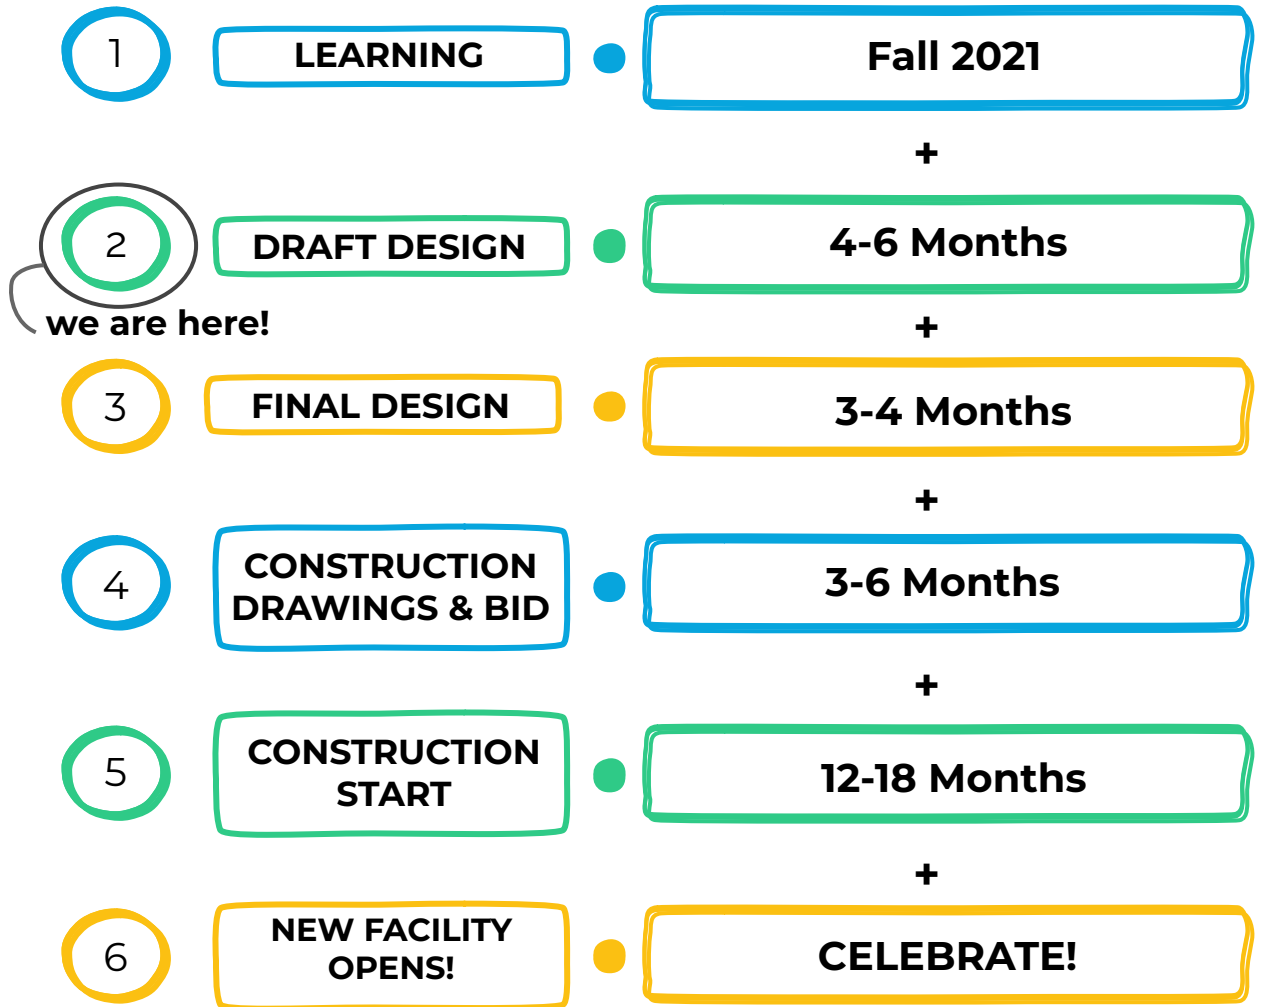 1
LEARNING
Fall 2021
+
2
DRAFT DESIGN
4-6 Months
we are here!
+
3
FINAL DESIGN
3-4 Months
+
4
CONSTRUCTION
DRAWINGS & BID
3-6 Months
+
5
CONSTRUCTION
START
12-18 Months
+
6
NEW FACILITY
OPENS!
CELEBRATE!